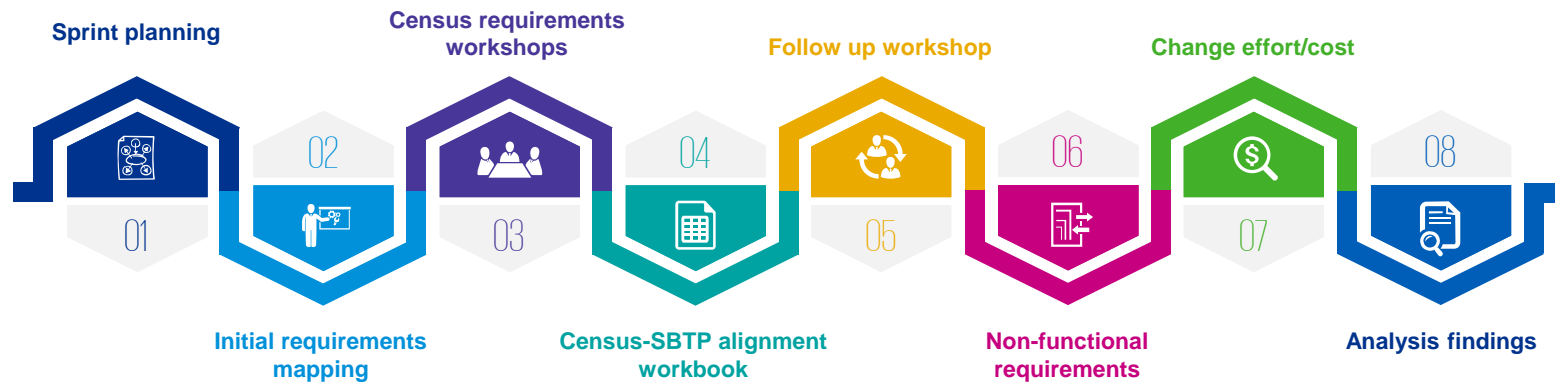 Sprint planning
01
02
Initial requirements
mapping
Census requirements
workshops
03
04
Census-SBTP alignment
workbook
Follow up workshop
05
06
Non-functional
requirements
Change effort/cost
$
07
08
Analysis findings